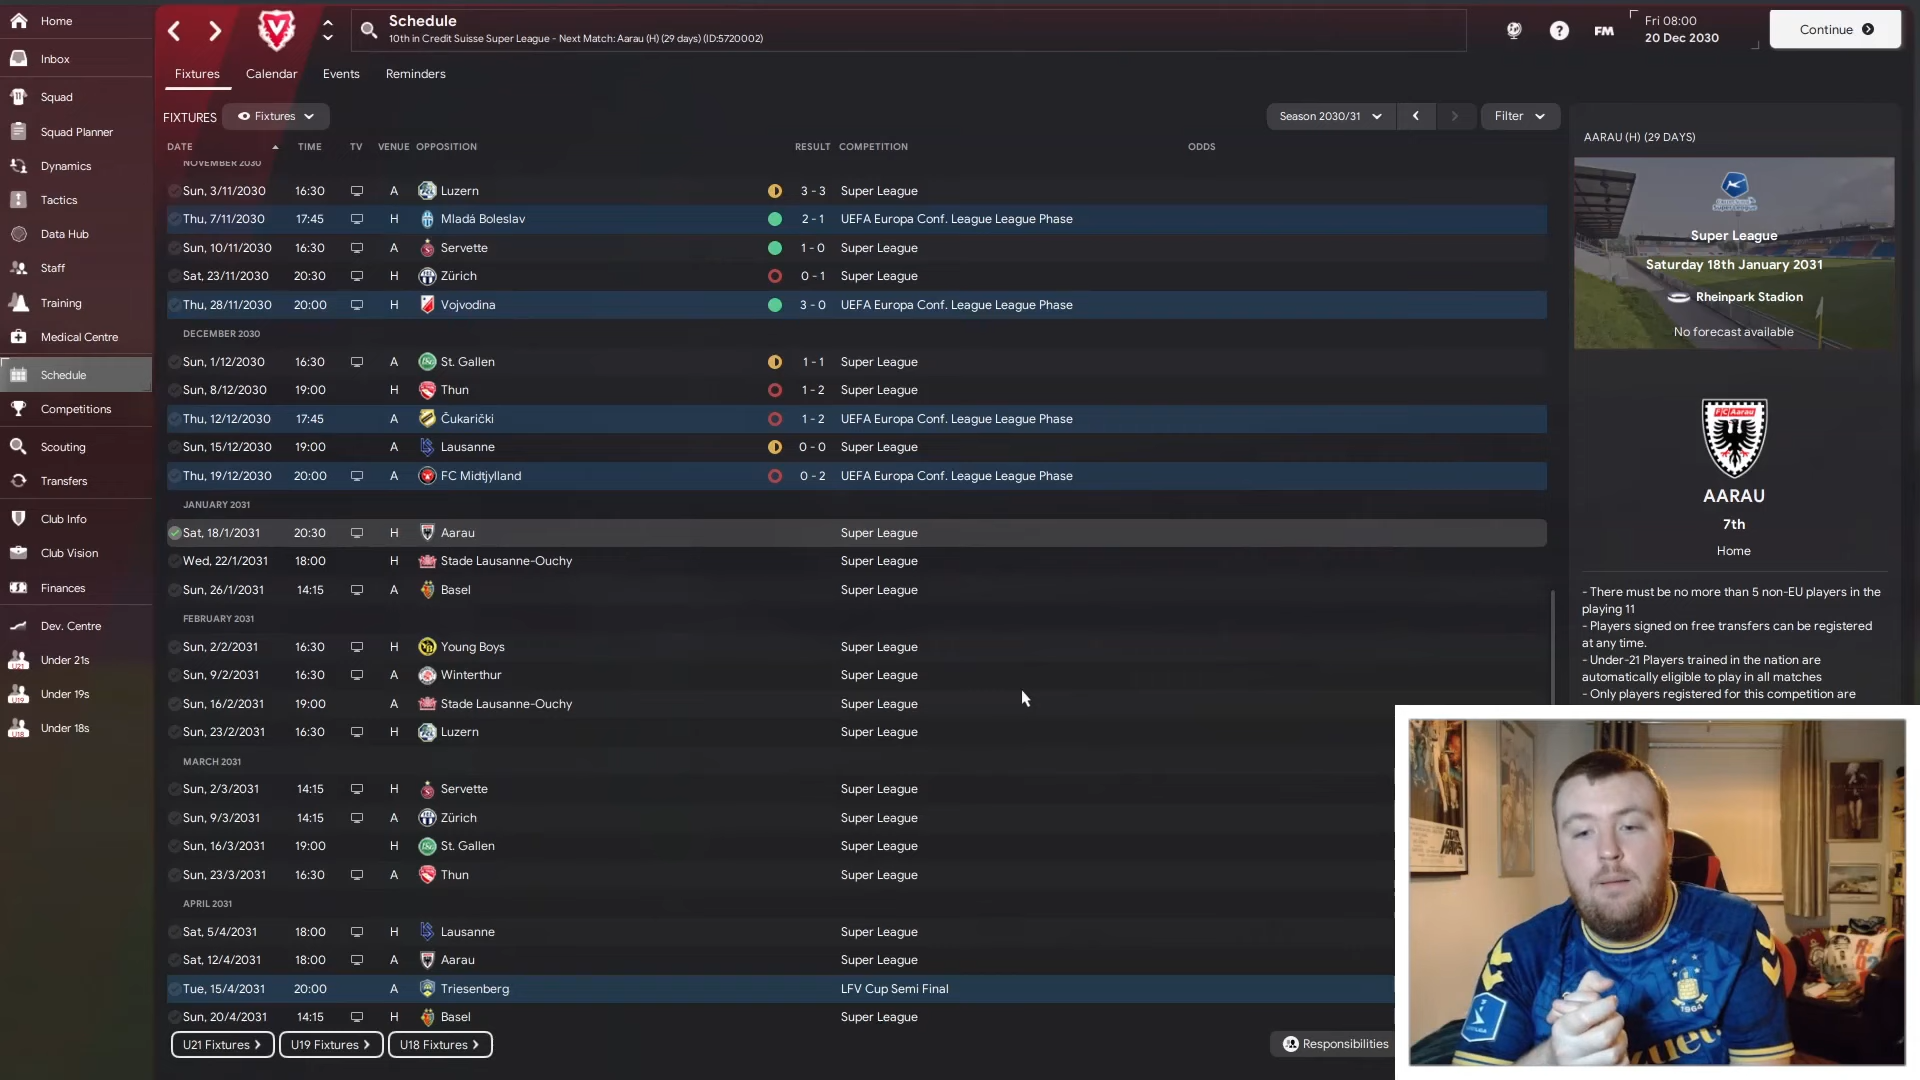 Home
Inbox
Squad
Squad Planner
Dynamics
Tactics
Data Hub
Staff
Training
Medical Centre
Schedule
Competitions
Scouting
Transfers
Club Info
Club Vision
Finances
Dev. Centre
Under 21s
Under 19s
Under 18s
Schedule
10th in Credit Suisse Super League - Next Match: Aarau (H) (29 days) (ID:5720002)
FM
Fri 08:00
20 Dec 2030
Continue
Fixtures Calendar Events Reminders
FIXTURES Fixtures Season 2030/31 Filter
DATE TIME TV VENUE OPPOSITION RESULT COMPETITION ODDS
NOVEMBER 2030
Sun, 3/11/2030 16:30 A Luzern 3 - 3 Super League
Thu, 7/11/2030 17:45 H Mladá Boleslav 2 - 1 UEFA Europa Conf. League League Phase
Sun, 10/11/2030 16:30 A Servette 1 - 0 Super League
Sat, 23/11/2030 20:30 H Zürich 0 - 1 Super League
Thu, 28/11/2030 20:00 H Vojvodina 3 - 0 UEFA Europa Conf. League League Phase
DECEMBER 2030
Sun, 1/12/2030 16:30 A St. Gallen 1 - 1 Super League
Sun, 8/12/2030 19:00 H Thun 1 - 2 Super League
Thu, 12/12/2030 17:45 A Čukarički 1 - 2 UEFA Europa Conf. League League Phase
Sun, 15/12/2030 19:00 A Lausanne 0 - 0 Super League
Thu, 19/12/2030 20:00 A FC Midtjylland 0 - 2 UEFA Europa Conf. League League Phase
JANUARY 2031
Sat, 18/1/2031 20:30 H Aarau Super League
Wed, 22/1/2031 18:00 H Stade Lausanne-Ouchy Super League
Sun, 26/1/2031 14:15 A Basel Super League
FEBRUARY 2031
Sun, 2/2/2031 16:30 H Young Boys Super League
Sun, 9/2/2031 16:30 A Winterthur Super League
Sun, 16/2/2031 19:00 A Stade Lausanne-Ouchy Super League
Sun, 23/2/2031 16:30 H Luzern Super League
MARCH 2031
Sun, 2/3/2031 14:15 H Servette Super League
Sun, 9/3/2031 14:15 A Zürich Super League
Sun, 16/3/2031 19:00 H St. Gallen Super League
Sun, 23/3/2031 16:30 A Thun Super League
APRIL 2031
Sat, 5/4/2031 18:00 H Lausanne Super League
Sat, 12/4/2031 18:00 A Aarau Super League
Tue, 15/4/2031 20:00 A Triesenberg LFV Cup Semi Final
Sun, 20/4/2031 14:15 H Basel Super League
U21 Fixtures > U19 Fixtures > U18 Fixtures > Responsibilities
AARAU (H) (29 DAYS)
Super League
Saturday 18th January 2031
Rheinpark Stadion
No forecast available
FC Aarau
AARAU
7th
Home
- There must be no more than 5 non-EU players in the
playing 11
- Players signed on free transfers can be registered
at any time.
- Under-21 Players trained in the nation are
automatically eligible to play in all matches
- Only players registered for this competition are
1964